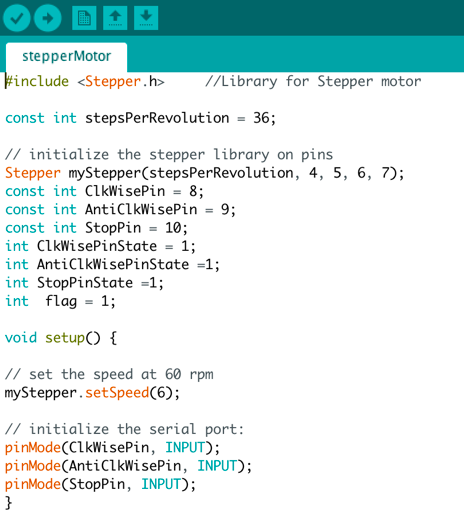 stepperMotor
#include <Stepper.h>     //Library for Stepper motor
const int stepsPerRevolution = 36;
// initialize the stepper library on pins
Stepper myStepper(stepsPerRevolution, 4, 5, 6, 7);
const int ClkWisePin = 8;
const int AntiClkWisePin = 9;
const int StopPin = 10;
int ClkWisePinState = 1;
int AntiClkWisePinState =1;
int StopPinState =1;
int  flag = 1;
void setup() {
// set the speed at 60 rpm
myStepper.setSpeed(6);
// initialize the serial port:
pinMode(ClkWisePin, INPUT);
pinMode(AntiClkWisePin, INPUT);
pinMode(StopPin, INPUT);
}